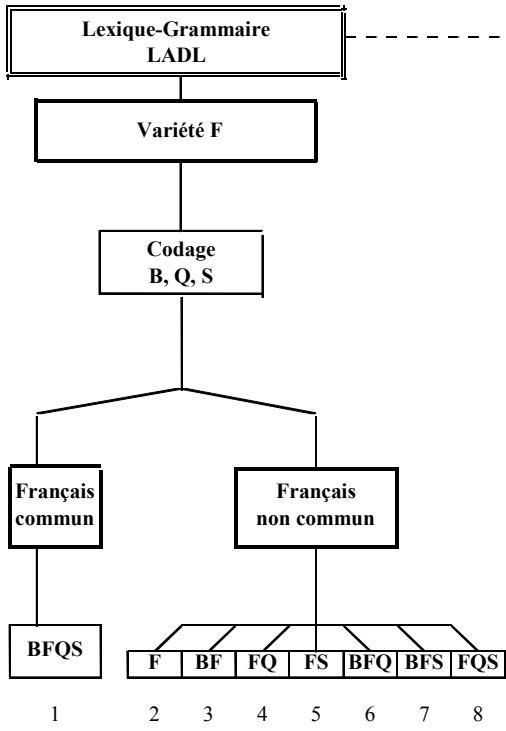 Lexique-Grammaire
LADL
Variété F
Codage
B, Q, S
Français
commun
Français
non commun
BFQS
F BF FQ FS BFQ BFS FQS
1 2 3 4 5 6 7 8